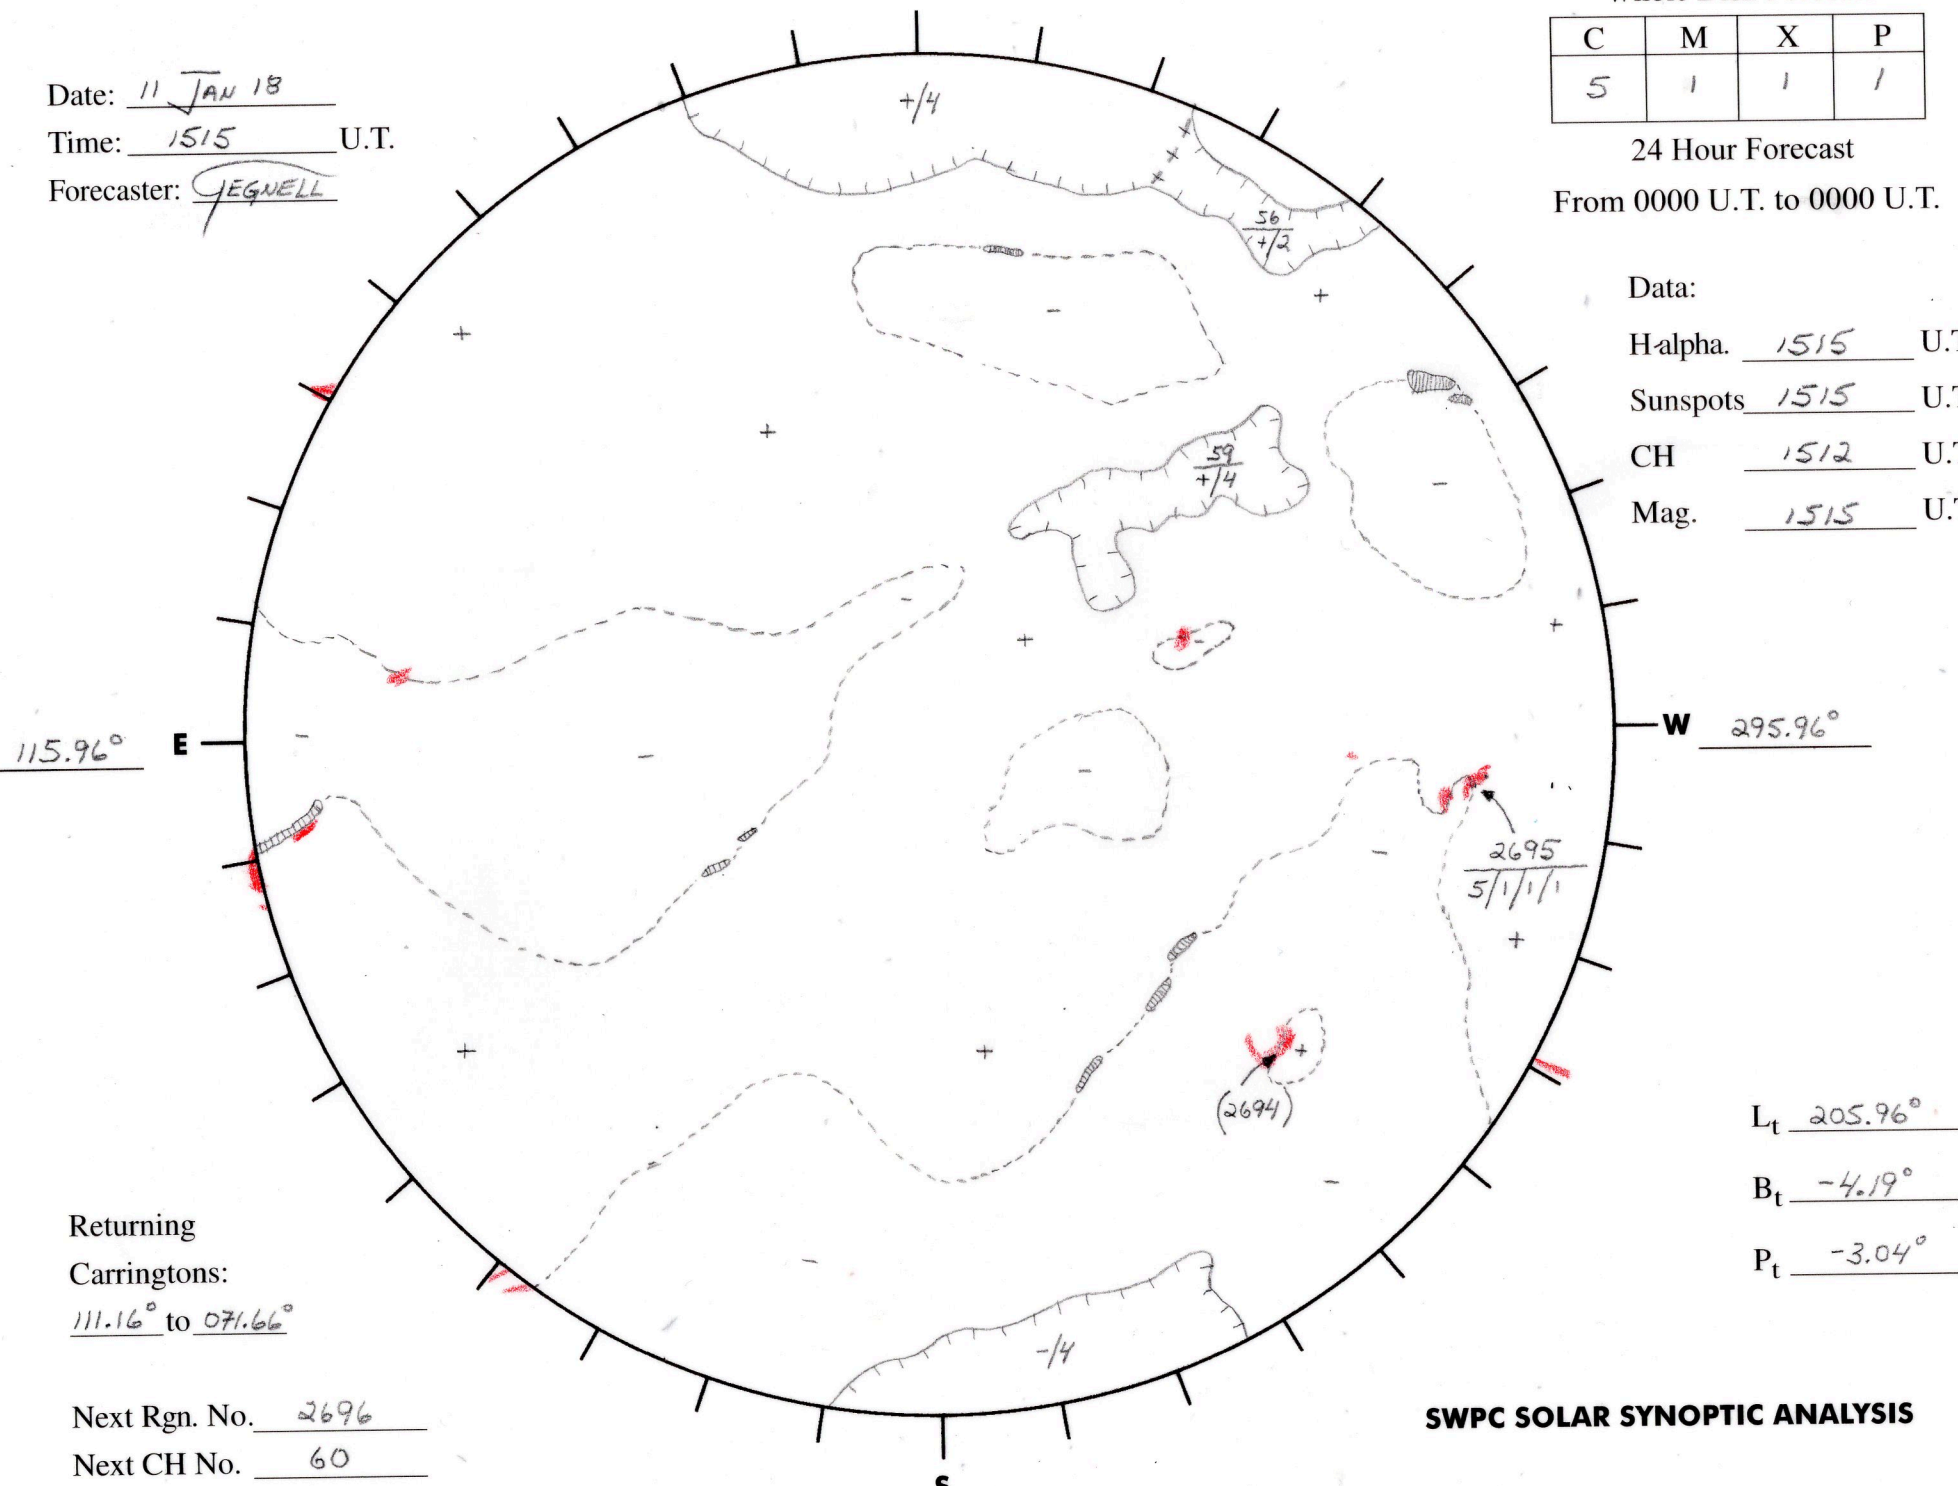 Date: 11 JAN 18
Time: 1515 U.T.
Forecaster: GEGNELL
C M X P
5 1 1 1
24 Hour Forecast
From 0000 U.T. to 0000 U.T.
Data:
H-alpha. 1515 U.T
Sunspots 1515 U.T
CH 1512 U.T
Mag. 1515 U.T
+/4
56
+/2
+
-
+
+
59
+/4
-
-
+
+
115.96° E
-
-
-
W 295.96°
-
2695
5/1/1/1
+
+
+
+
(2694)
-
-
-/4
Lt 205.96°
Bt -4.19°
Pt -3.04°
Returning
Carringtons:
111.16° to 071.66°
Next Rgn. No. 2696
Next CH No. 60
SWPC SOLAR SYNOPTIC ANALYSIS
S